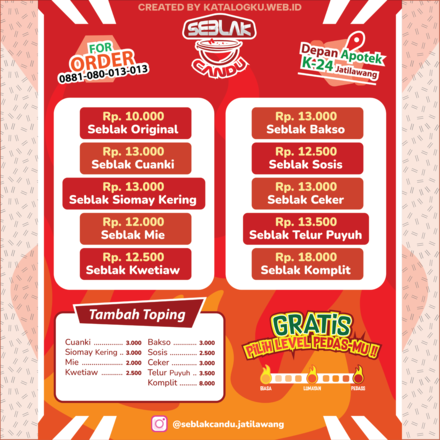 CREATED BY KATALOGKU.WEB.ID
FOR
ORDER
0881-080-013-013
SEBLAK
CANDU
Depan Apotek
K-24 Jatilawang
Rp. 10.000
Seblak Original
Rp. 13.000
Seblak Cuanki
Rp. 13.000
Seblak Siomay Kering
Rp. 12.000
Seblak Mie
Rp. 12.500
Seblak Kwetiaw
Rp. 13.000
Seblak Bakso
Rp. 12.500
Seblak Sosis
Rp. 13.000
Seblak Ceker
Rp. 13.500
Seblak Telur Puyuh
Rp. 18.000
Seblak Komplit
Tambah Toping
Cuanki ................ 3.000
Siomay Kering .. 3.000
Mie ..................... 2.000
Kwetiaw ............ 2.500
Bakso ............. 3.000
Sosis ............... 2.500
Ceker .............. 3.000
Telur Puyuh .. 3.500
Komplit ......... 8.000
GRATIS
PILIH LEVEL PEDAS-MU !!
BIASA
LUMAYAN
PEDASS
@seblakcandu.jatilawang